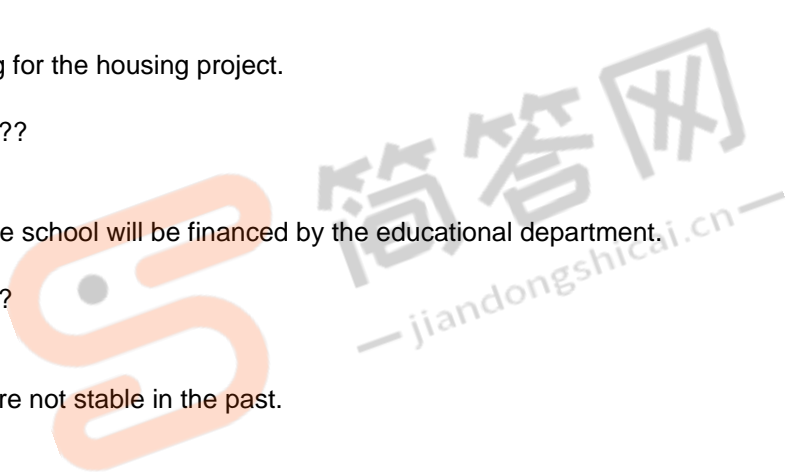 g for the housing project.
??
e school will be financed by the educational department.
?
re not stable in the past.
简答网
jiandongshicai.cn